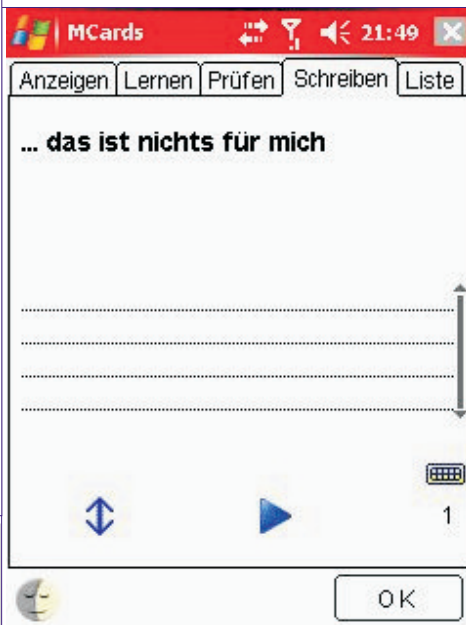 MCards 21:49
Anzeigen Lernen Prüfen Schreiben Liste
... das ist nichts für mich
1
OK